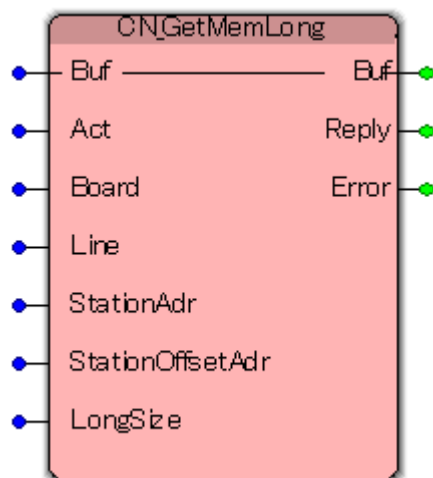 CN_GetMemLong
Buf Buf
Act Reply
Board Error
Line
StationAdr
StationOffsetAdr
LongSize